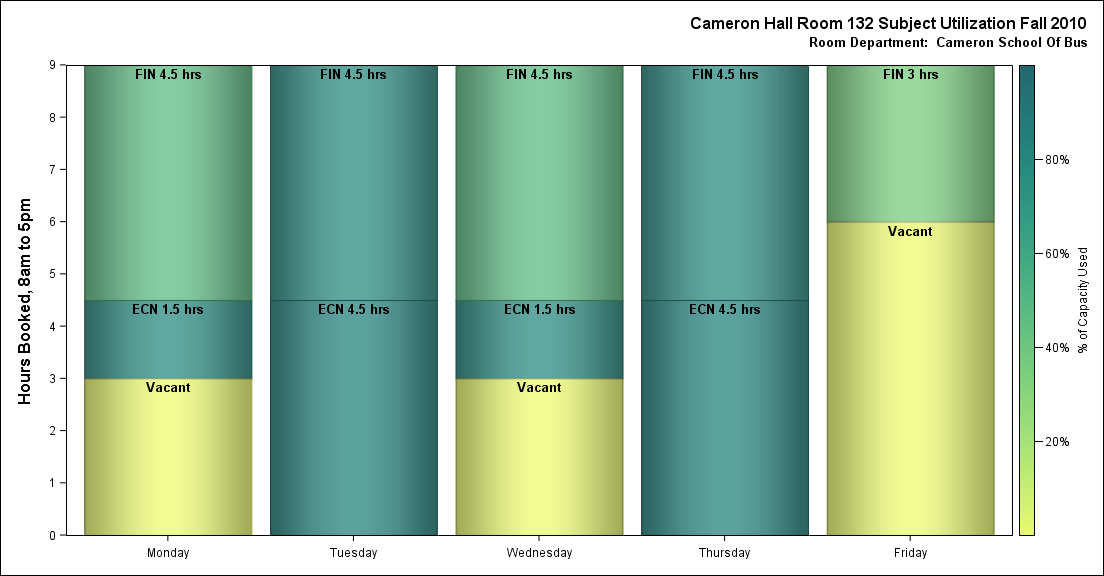 Cameron Hall Room 132 Subject Utilization Fall 2010
Room Department:  Cameron School Of Bus
Hours Booked, 8am to 5pm
9
8
7
6
5
4
3
2
1
0
FIN 4.5 hrs
ECN 1.5 hrs
Vacant
FIN 4.5 hrs
ECN 4.5 hrs
FIN 4.5 hrs
ECN 1.5 hrs
Vacant
FIN 4.5 hrs
ECN 4.5 hrs
FIN 3 hrs
Vacant
Monday
Tuesday
Wednesday
Thursday
Friday
80%
60%
40%
20%
% of Capacity Used